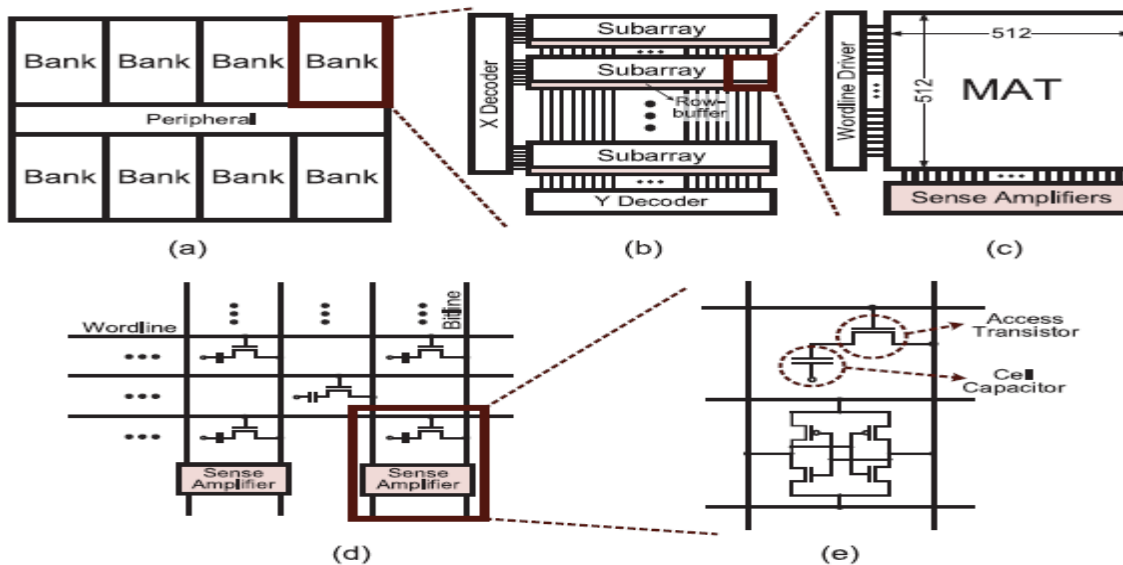 Bank Bank Bank Bank
Peripheral
Bank Bank Bank Bank
(a)
X Decoder
Subarray
Subarray
Row-
buffer
Subarray
Y Decoder
(b)
Wordline Driver
512
512
MAT
Sense Amplifiers
(c)
Wordline
Bitline
Sense
Amplifier
Sense
Amplifier
(d)
Access
Transistor
Cell
Capacitor
(e)